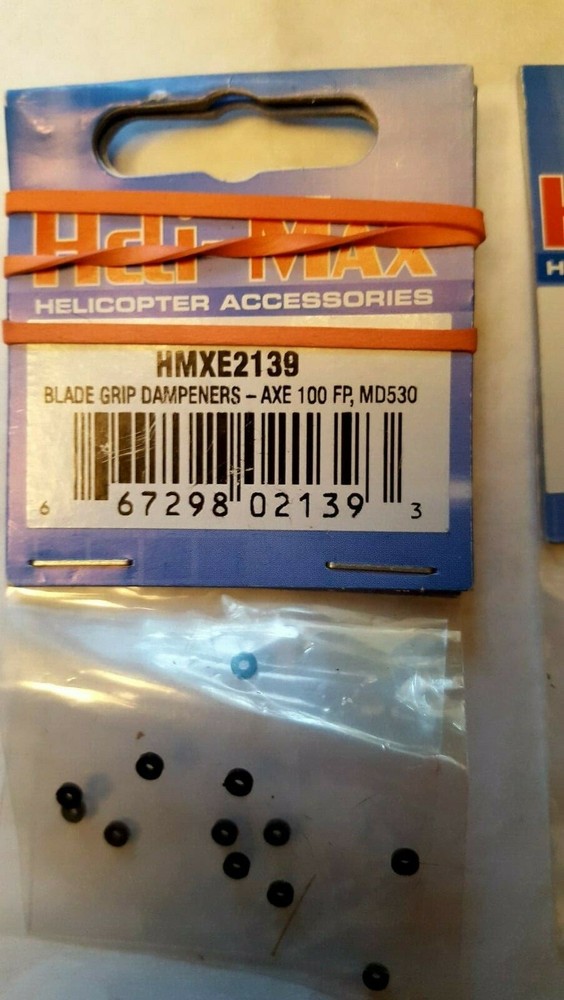 Heli-Max
HELICOPTER ACCESSORIES
HMXE2139
BLADE GRIP DAMPENERS – AXE 100 FP, MD530
6 67298 02139 3
H
H